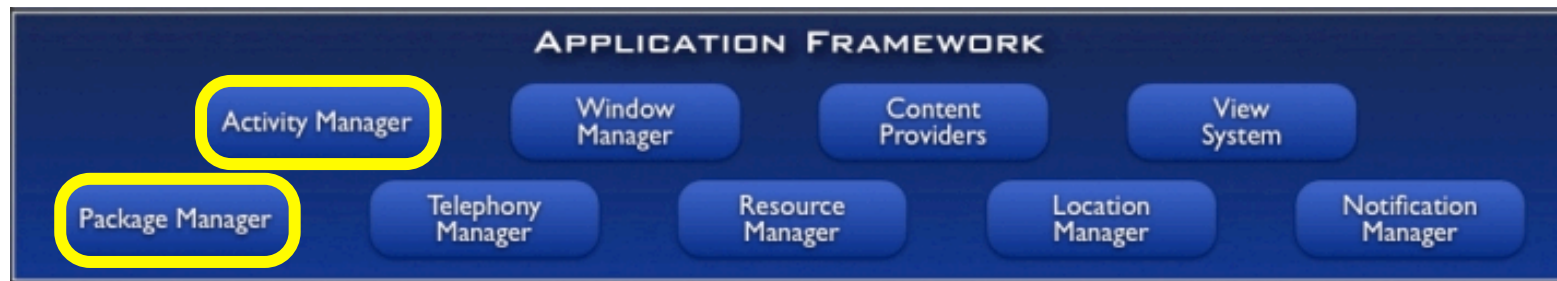 APPLICATION FRAMEWORK
Activity Manager
Window
Manager
Content
Providers
View
System
Package Manager
Telephony
Manager
Resource
Manager
Location
Manager
Notification
Manager